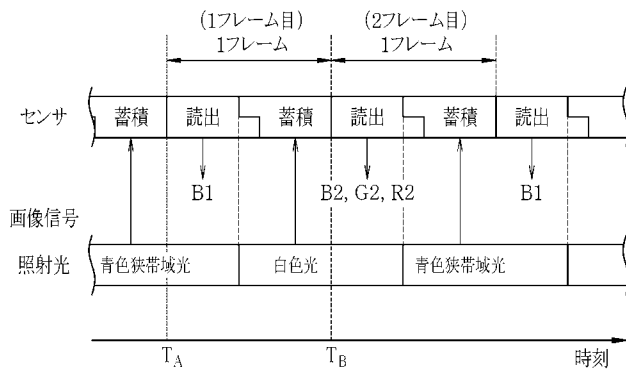 (1フレーム目) (2フレーム目)
1フレーム 1フレーム
センサ 蓄積 読出 蓄積 読出 蓄積 読出
B1 B2, G2, R2 B1
画像信号
照射光 青色狭帯域光 白色光 青色狭帯域光
TA TB 時刻